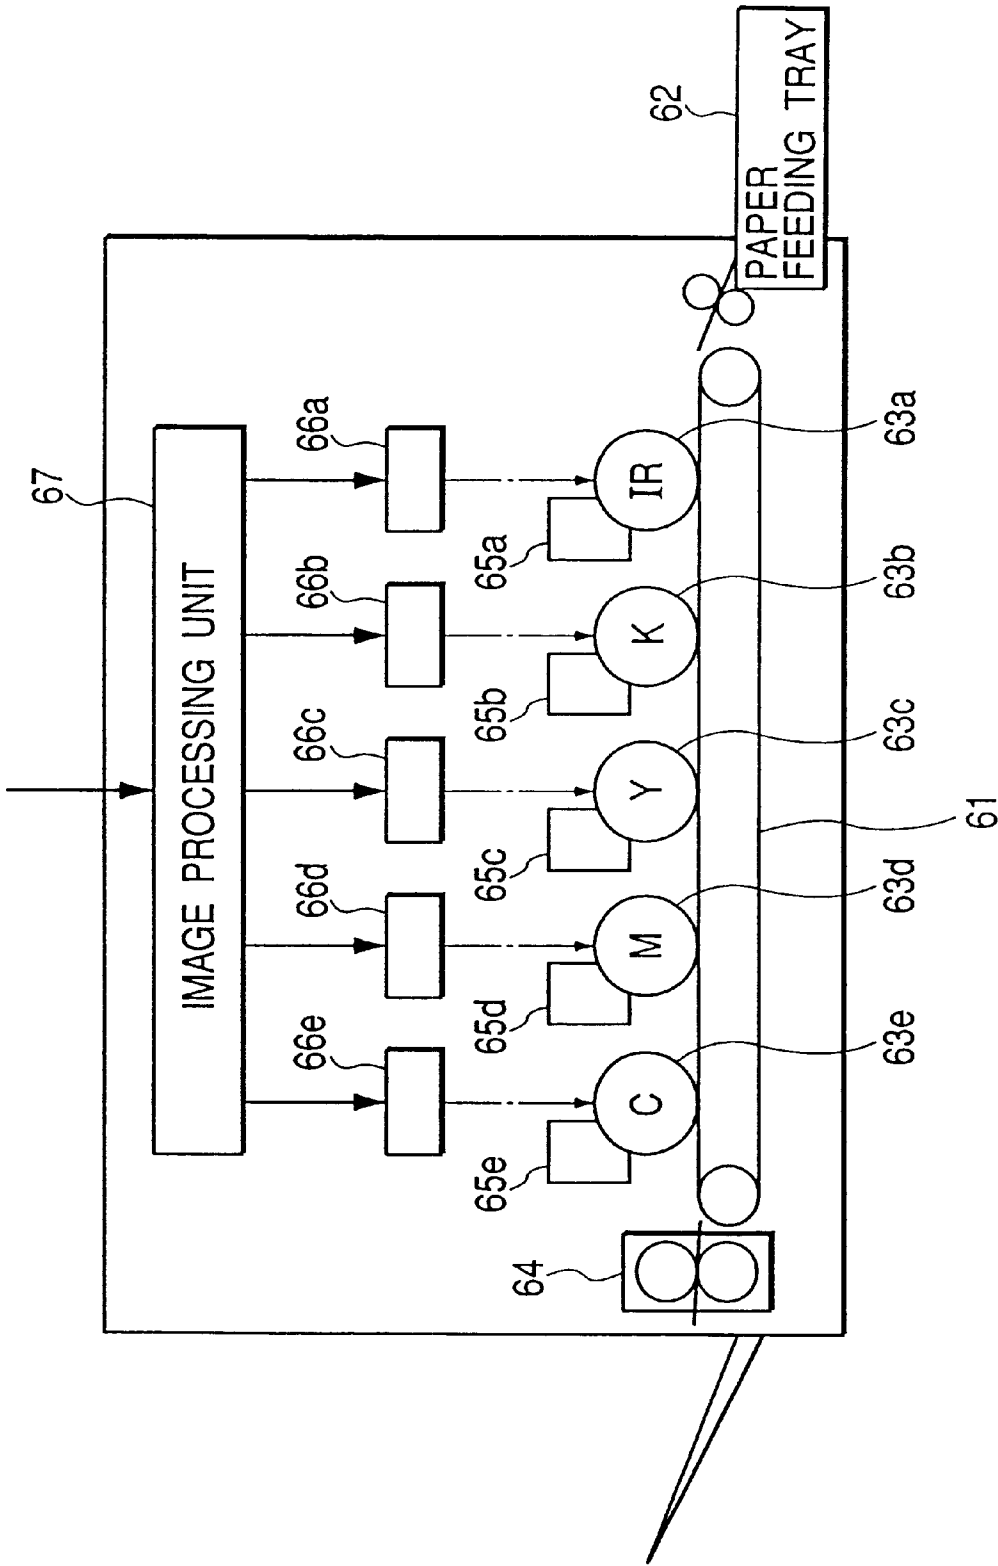 67
IMAGE PROCESSING UNIT
66e
66d
66c
66b
66a
65e
65d
65c
65b
65a
C
M
Y
K
IR
64
62
PAPER
FEEDING TRAY
63e
63d
63c
63b
63a
61